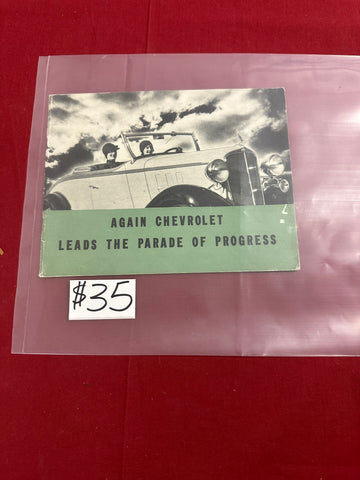 AGAIN CHEVROLET
LEADS THE PARADE OF PROGRESS
$35